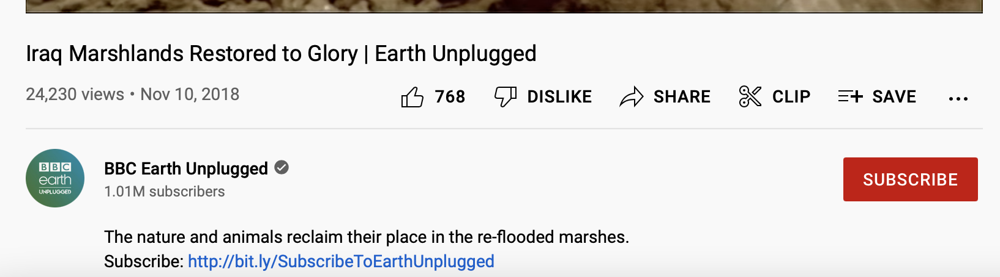 Iraq Marshlands Restored to Glory | Earth Unplugged
24,230 views • Nov 10, 2018
768 DISLIKE SHARE CLIP SAVE ...
BBC
earth
UNPLUGGED
BBC Earth Unplugged
1.01M subscribers
SUBSCRIBE
The nature and animals reclaim their place in the re-flooded marshes.
Subscribe: http://bit.ly/SubscribeToEarthUnplugged